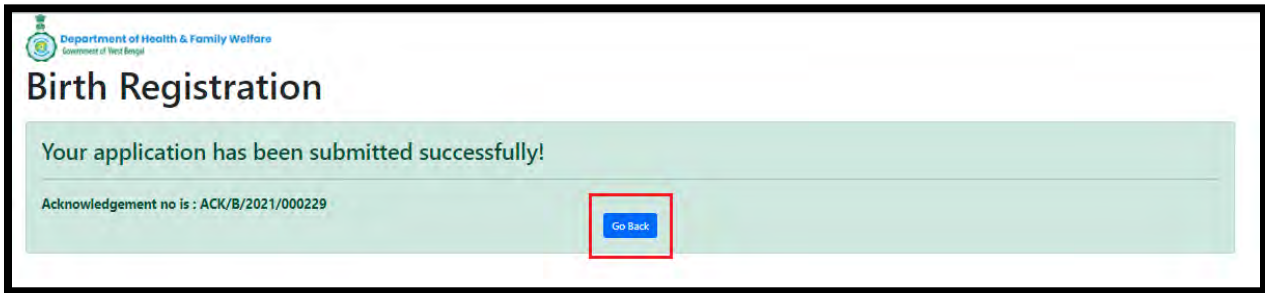 Department of Health & Family Welfare
Government of West Bengal
Birth Registration
Your application has been submitted successfully!
Acknowledgement no is : ACK/B/2021/000229
Go Back